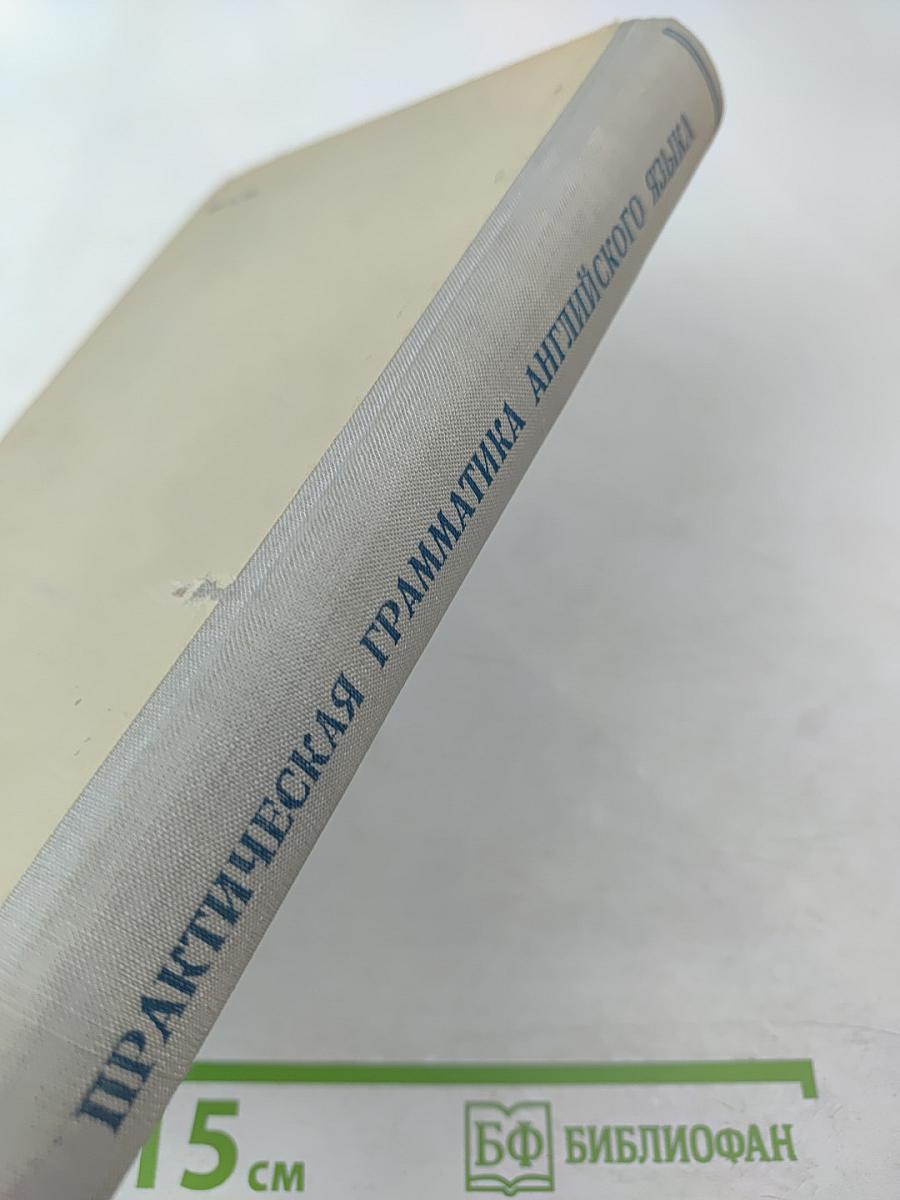 ПРАКТИЧЕСКАЯ ГРАММАТИКА АНГЛИЙСКОГО ЯЗЫКА
15 см
БФ БИБЛИОФАН